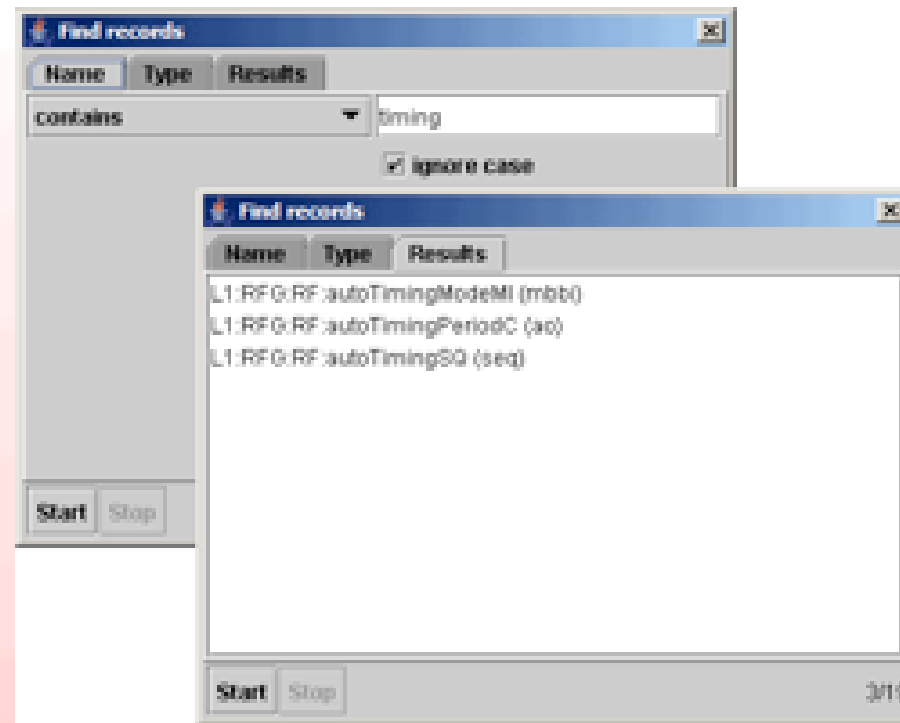 Find records
Name Type Results
contains timing
ignore case
Start Stop
Find records
Name Type Results
L1:RFG:RF:autoTimingModeMI (mbbi)
L1:RFG:RF:autoTimingPeriodC (ao)
L1:RFG:RF:autoTimingSQ (seq)
Start Stop